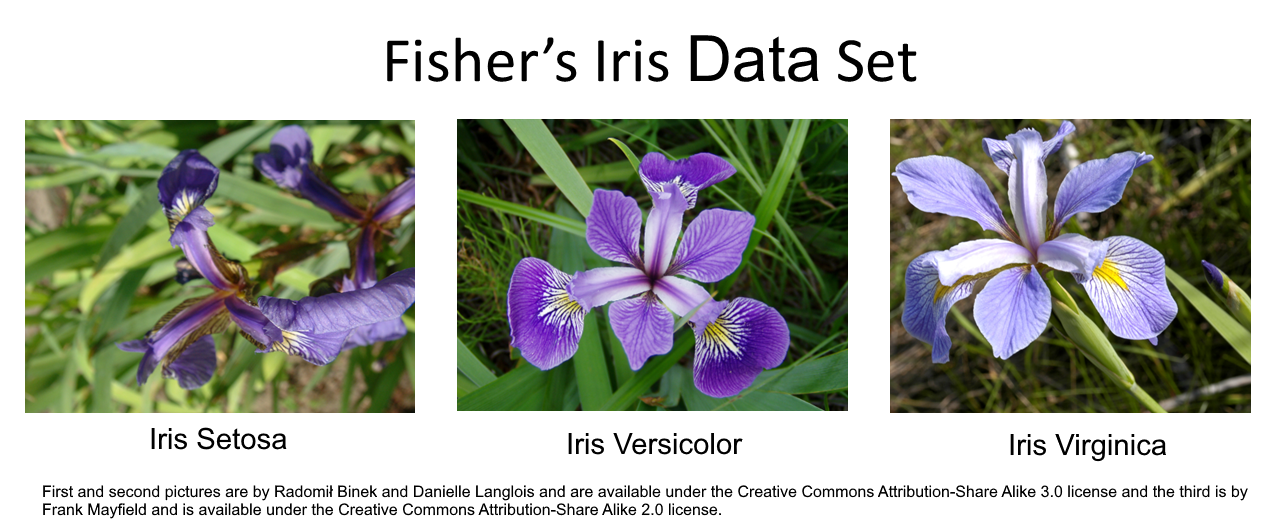 Fisher's Iris Data Set
Iris Setosa
Iris Versicolor
Iris Virginica
First and second pictures are by Radomił Binek and Danielle Langlois and are available under the Creative Commons Attribution-Share Alike 3.0 license and the third is by
Frank Mayfield and is available under the Creative Commons Attribution-Share Alike 2.0 license.